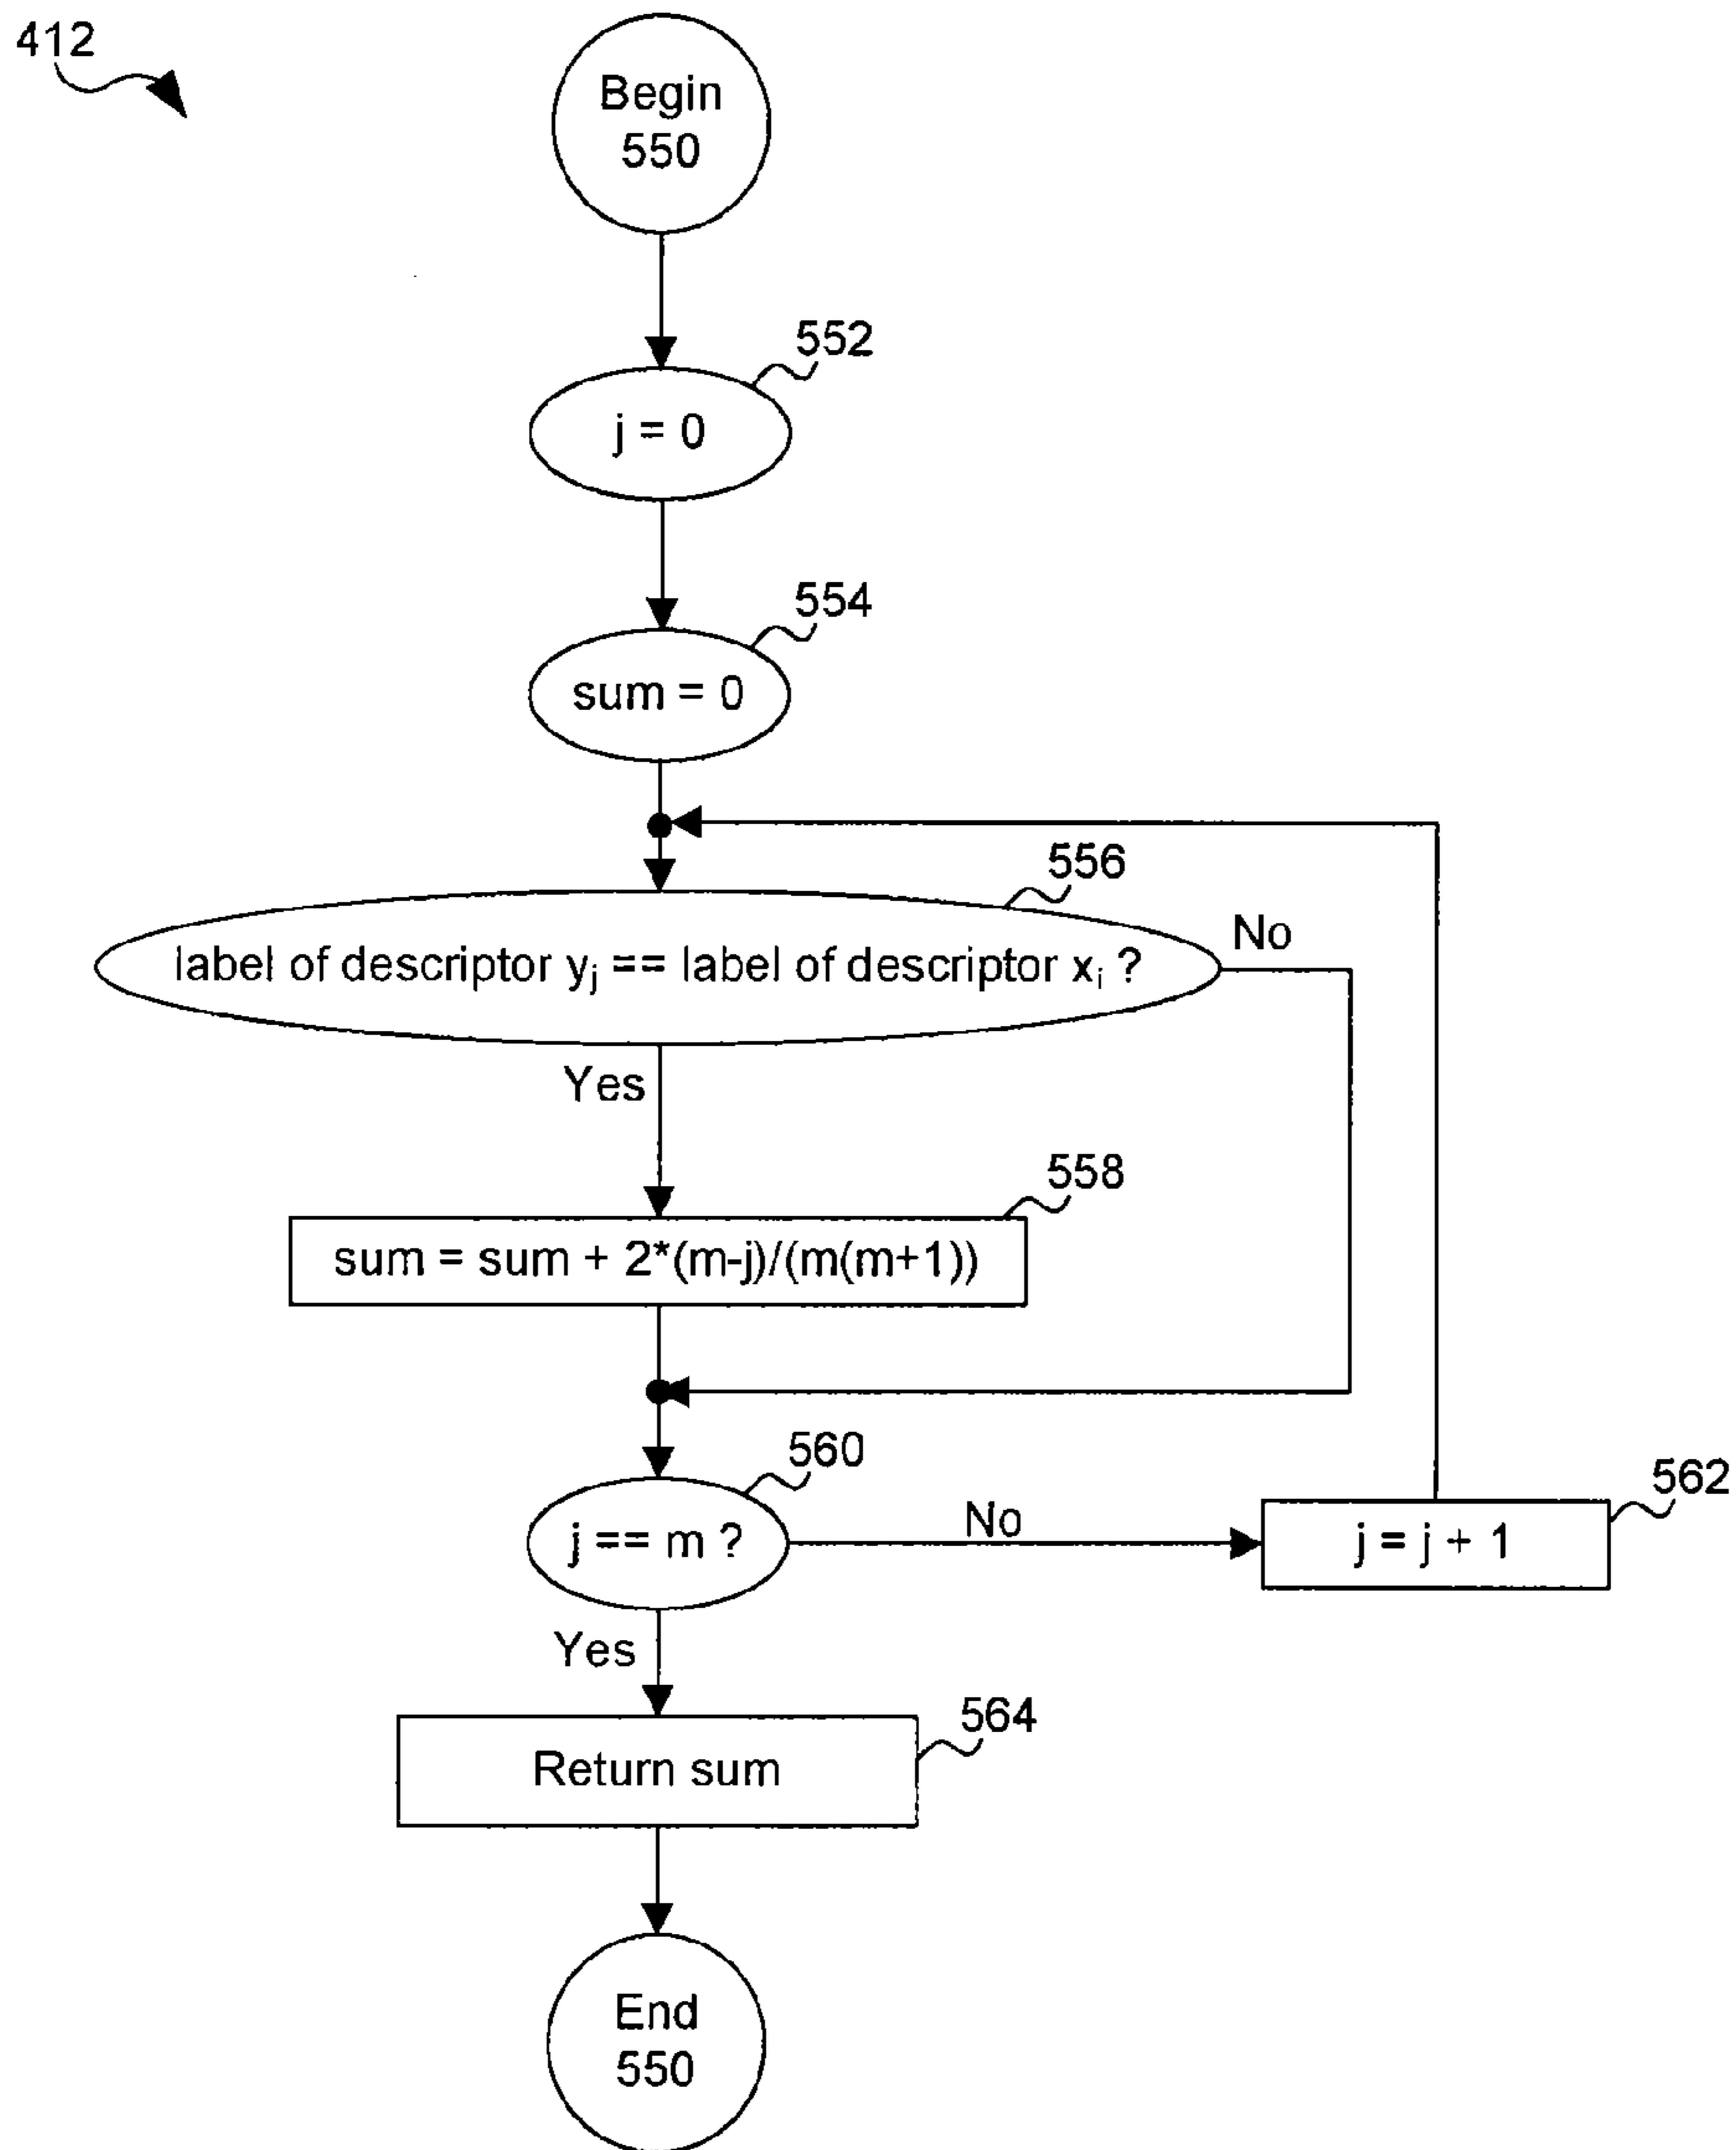 412
Begin
550
552
j = 0
554
sum = 0
556
label of descriptor yj == label of descriptor xi ?
No
Yes
558
sum = sum + 2*(m-j)/(m(m+1))
560
j == m ?
No
562
j = j + 1
Yes
564
Return sum
End
550